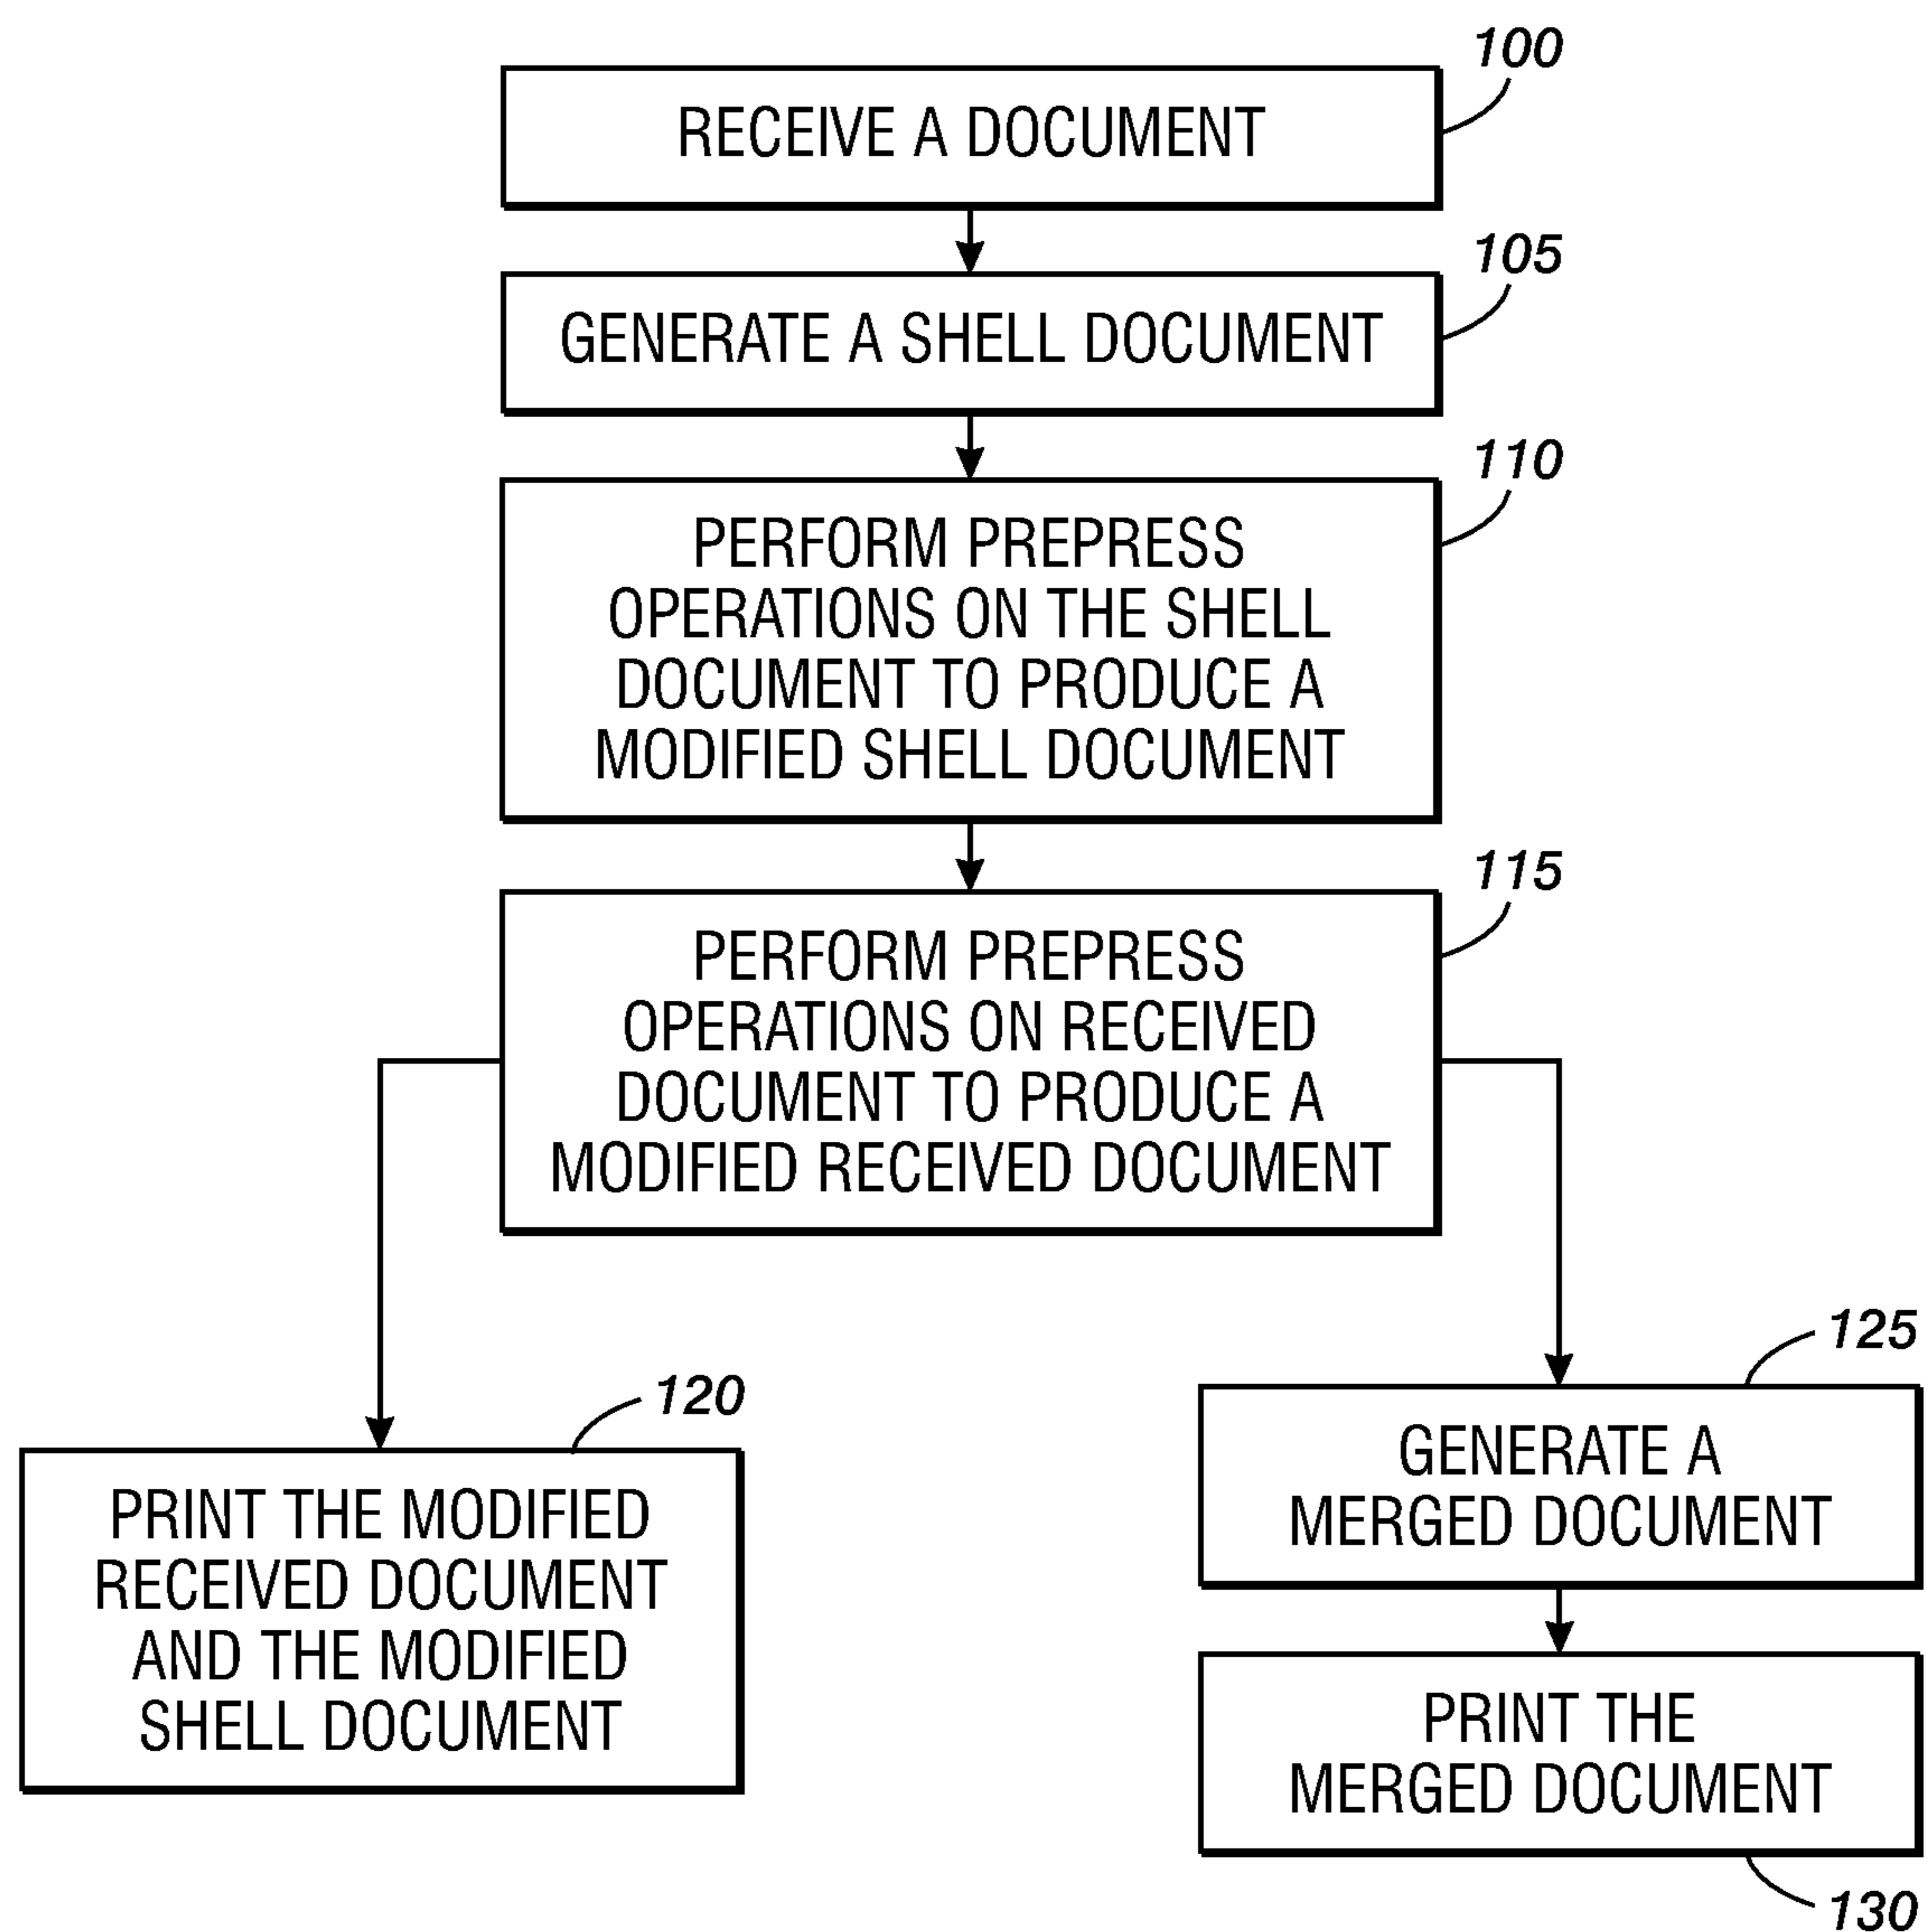 100
RECEIVE A DOCUMENT
105
GENERATE A SHELL DOCUMENT
110
PERFORM PREPRESS
OPERATIONS ON THE SHELL
DOCUMENT TO PRODUCE A
MODIFIED SHELL DOCUMENT
115
PERFORM PREPRESS
OPERATIONS ON RECEIVED
DOCUMENT TO PRODUCE A
MODIFIED RECEIVED DOCUMENT
120
PRINT THE MODIFIED
RECEIVED DOCUMENT
AND THE MODIFIED
SHELL DOCUMENT
125
GENERATE A
MERGED DOCUMENT
PRINT THE
MERGED DOCUMENT
130